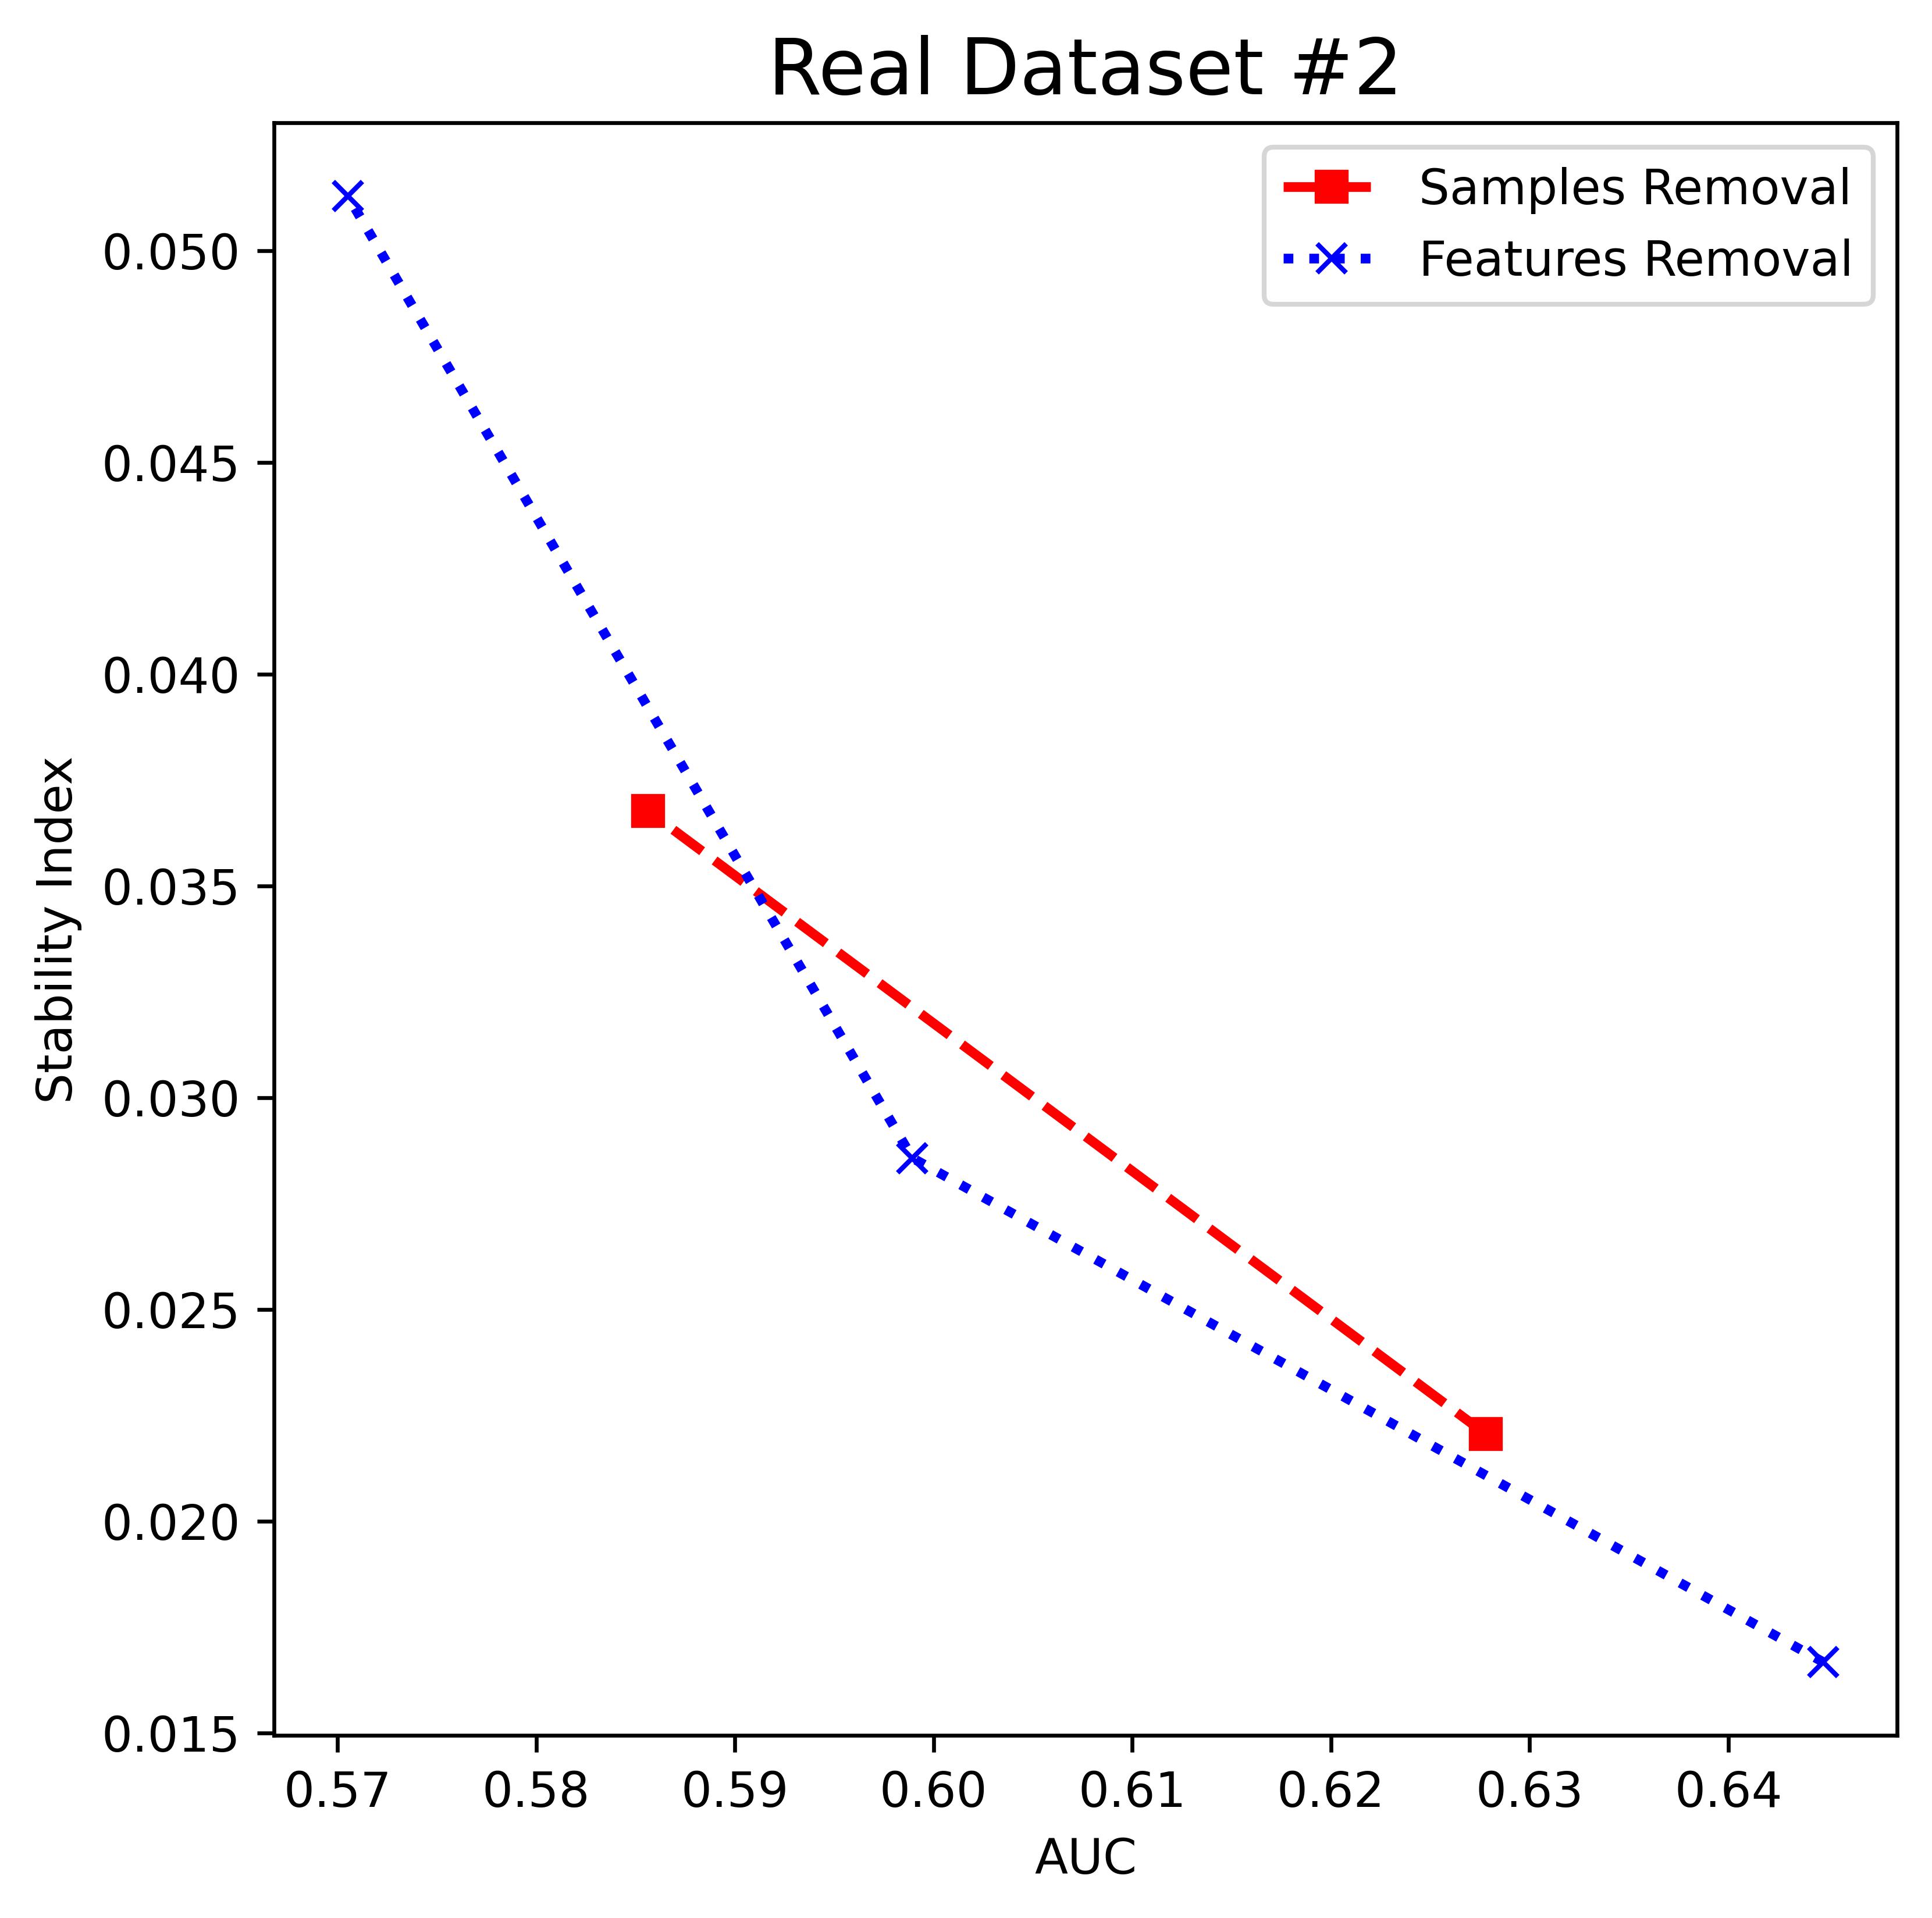 Real Dataset #2
Samples Removal
Features Removal
0.050
0.045
0.040
0.035
0.030
0.025
0.020
0.015
Stability Index
0.57 0.58 0.59 0.60 0.61 0.62 0.63 0.64
AUC